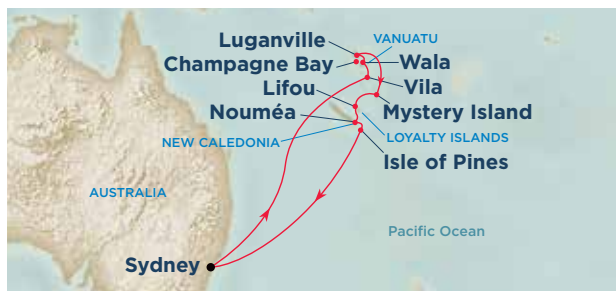 Luganville
VANUATU
Champagne Bay
Wala
Lifou
Vila
Nouméa
Mystery Island
NEW CALEDONIA
LOYALTY ISLANDS
Isle of Pines
AUSTRALIA
Pacific Ocean
Sydney